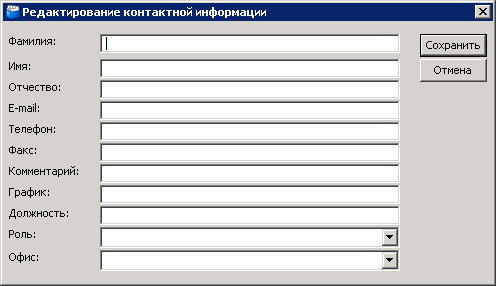 Редактирование контактной информации
Фамилия:
Сохранить
Имя:
Отмена
Отчество:
E-mail:
Телефон:
Факс:
Комментарий:
График:
Должность:
Роль:
Офис: